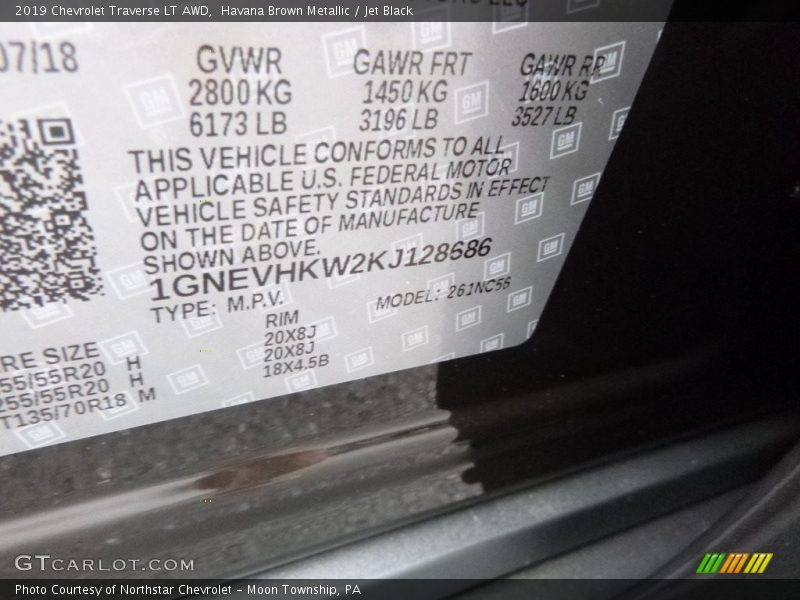 2019 Chevrolet Traverse LT AWD, Havana Brown Metallic / Jet Black
07/18 GVWR GAWR FRT GAWR RR
2800 KG 1450 KG 1600 KG
6173 LB 3196 LB 3527 LB
THIS VEHICLE CONFORMS TO ALL
APPLICABLE U.S. FEDERAL MOTOR
VEHICLE SAFETY STANDARDS IN EFFECT
ON THE DATE OF MANUFACTURE
SHOWN ABOVE.
1GNEVHKW2KJ128686
TYPE: M.P.V. MODEL: 261NC56
RIM
20X8J
20X8J
18X4.5B
IRE SIZE
255/55R20 H
255/55R20 H
T135/70R18 M
GTCARLOT.COM
Photo Courtesy of Northstar Chevrolet – Moon Township, PA